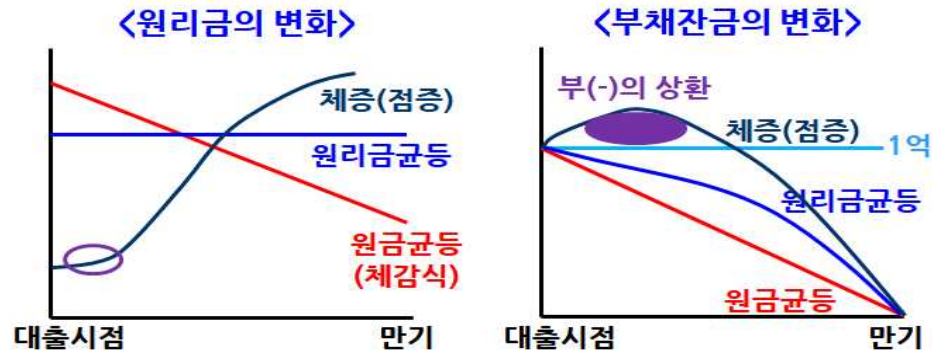 <원리금의 변화>
체증(점증)
원리금균등
원금균등
(체감식)
대출시점
만기
<부채잔금의 변화>
부(-)의 상환
체증(점증)
1억
원리금균등
원금균등
대출시점
만기